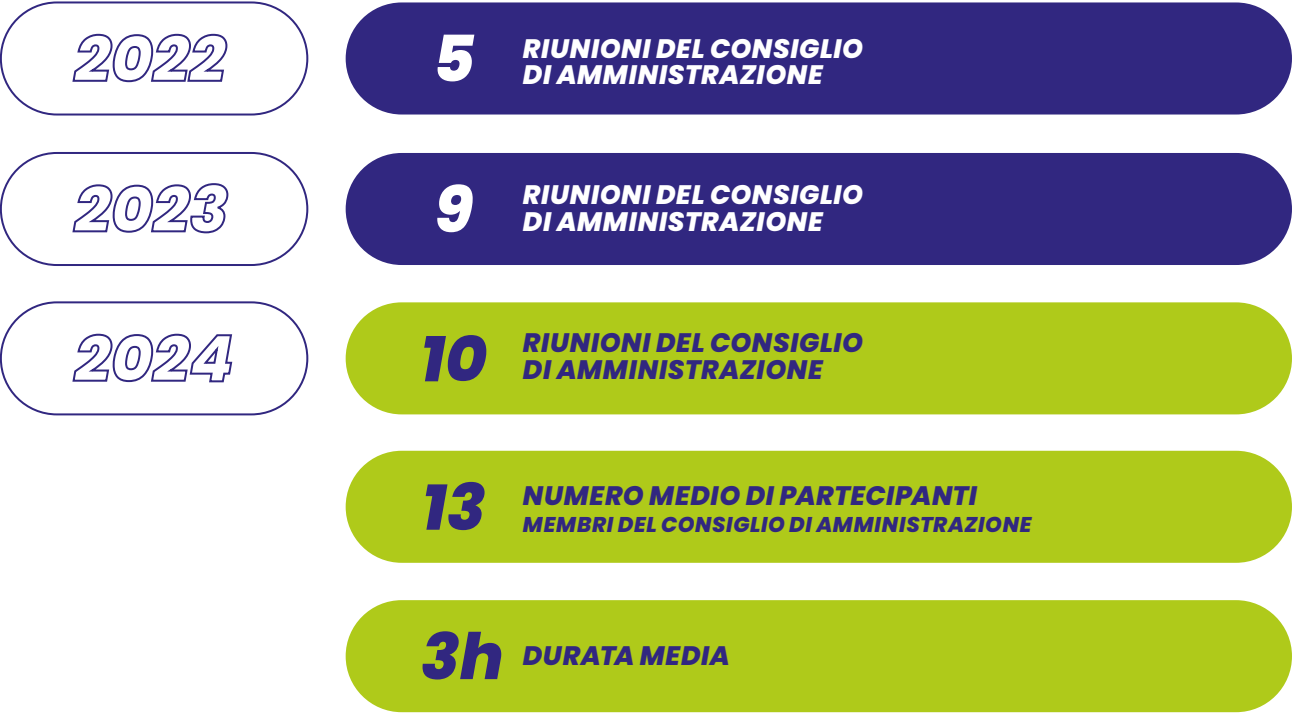 2022
5
RIUNIONI DEL CONSIGLIO
DI AMMINISTRAZIONE
2023
9
RIUNIONI DEL CONSIGLIO
DI AMMINISTRAZIONE
2024
10
RIUNIONI DEL CONSIGLIO
DI AMMINISTRAZIONE
13
NUMERO MEDIO DI PARTECIPANTI
MEMBRI DEL CONSIGLIO DI AMMINISTRAZIONE
3h
DURATA MEDIA